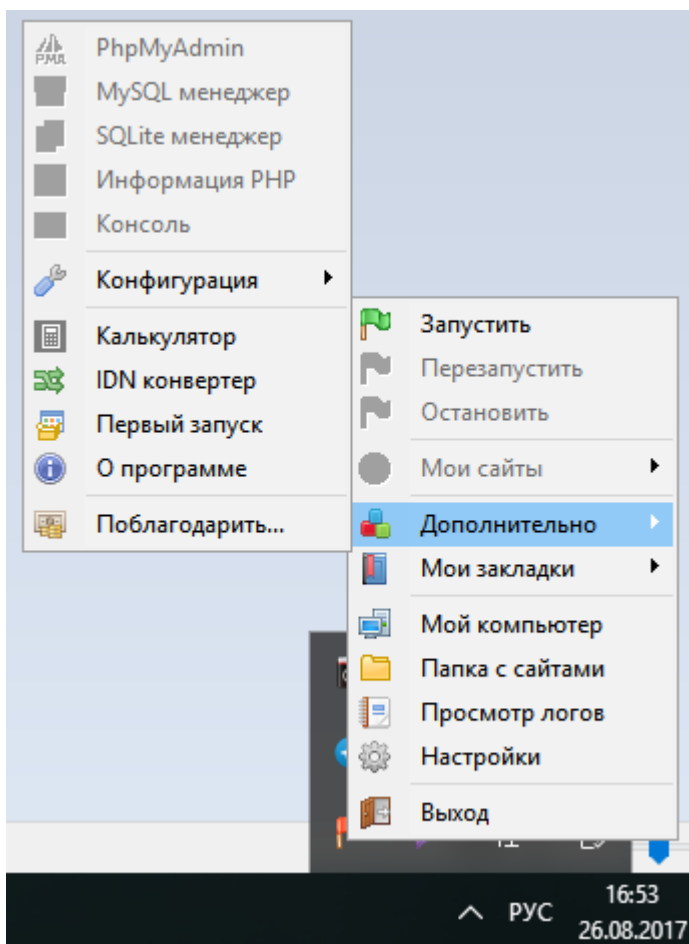 PhpMyAdmin
MySQL менеджер
SQLite менеджер
Информация PHP
Консоль
Конфигурация
Калькулятор
IDN конвертер
Первый запуск
О программе
Поблагодарить...
Запустить
Перезапустить
Остановить
Мои сайты
Дополнительно
Мои закладки
Мой компьютер
Папка с сайтами
Просмотр логов
Настройки
Выход
РУС
16:53
26.08.2017